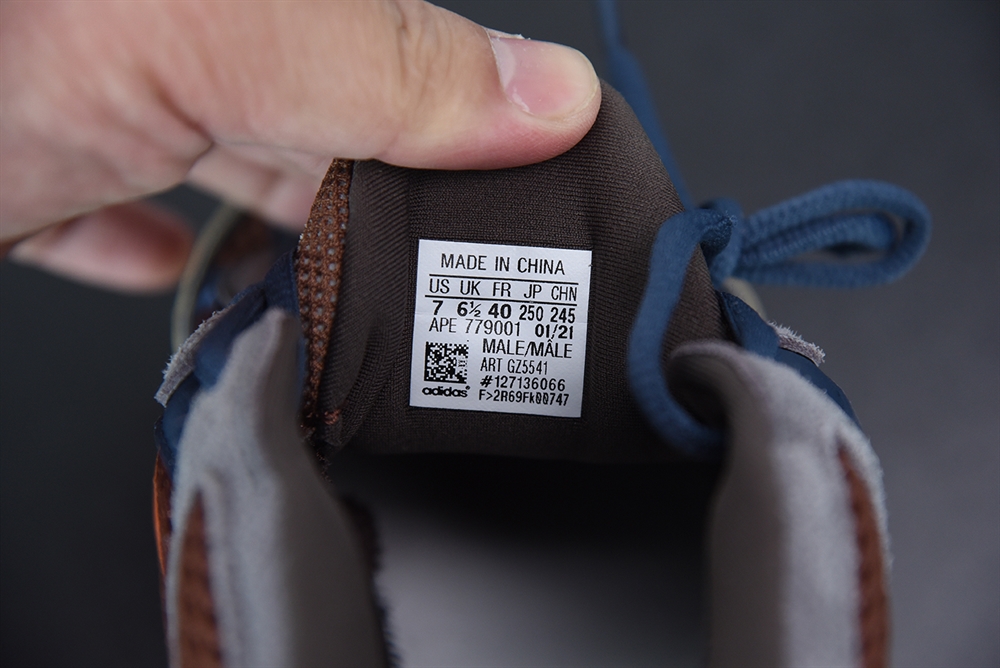 MADE IN CHINA
US UK FR JP CHN
7 6½ 40 250 245
APE 779001 01/21
MALE/MÂLE
ART GZ5541
#127136066
adidas® F>2R69Fk00747